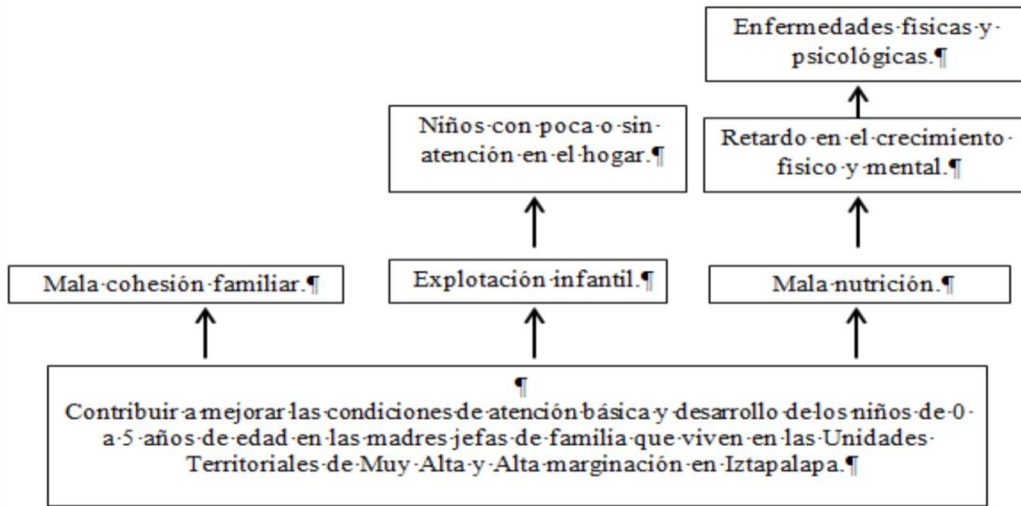 Enfermedades·físicas·y·
psicológicas.¶
Niños·con·poca·o·sin·
atención·en·el·hogar.¶
Retardo·en·el·crecimiento·
físico·y·mental.¶
Mala·cohesión·familiar.¶
Explotación·infantil.¶
Mala·nutrición.¶
¶
Contribuir·a·mejorar·las·condiciones·de·atención·básica·y·desarrollo·de·los·niños·de·0·
a·5·años·de·edad·en·las·madres·jefas·de·familia·que·viven·en·las·Unidades·
Territoriales·de·Muy·Alta·y·Alta·marginación·en·Iztapalapa.¶